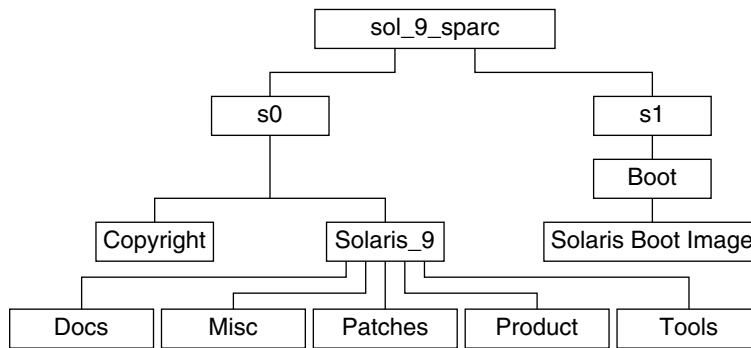 sol_9_sparc
s0
s1
Boot
Copyright
Solaris_9
Solaris Boot Image
Docs
Misc
Patches
Product
Tools